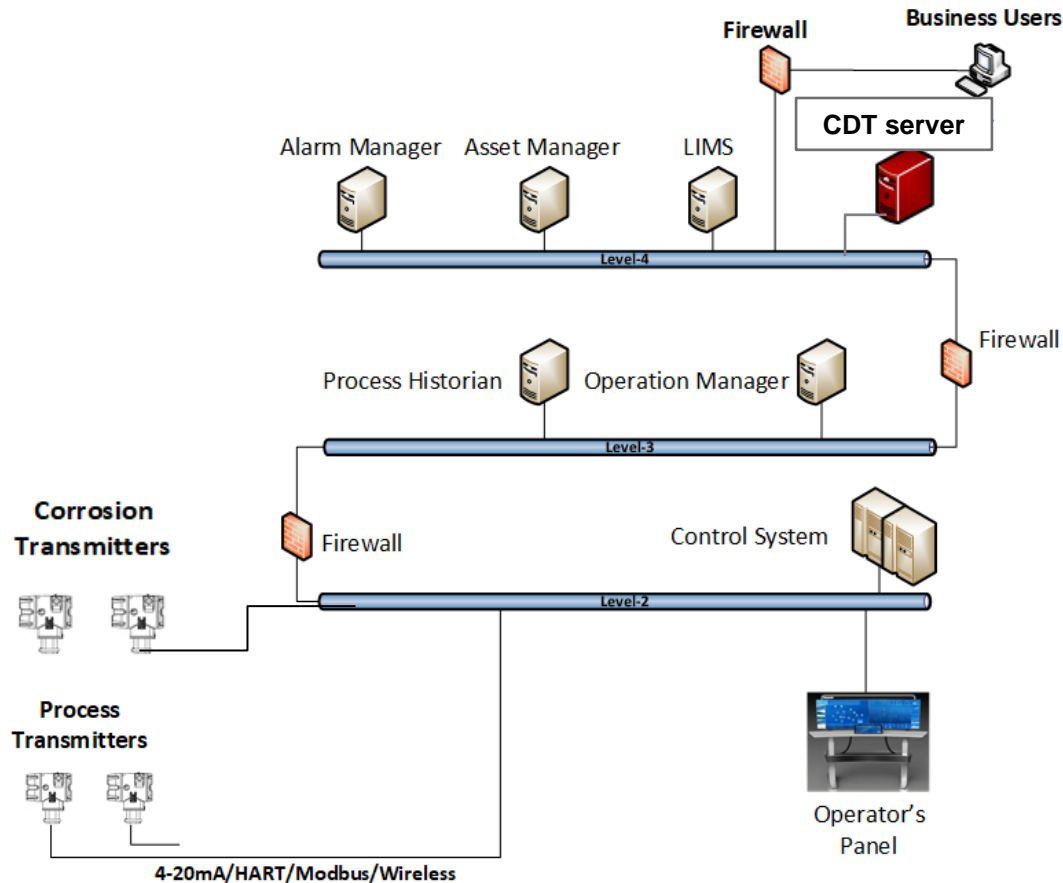 Business Users
Firewall
CDT server
Alarm Manager
Asset Manager
LIMS
Level-4
Firewall
Process Historian
Operation Manager
Level-3
Corrosion
Transmitters
Firewall
Control System
Level-2
Process
Transmitters
Operator’s
Panel
4-20mA/HART/Modbus/Wireless